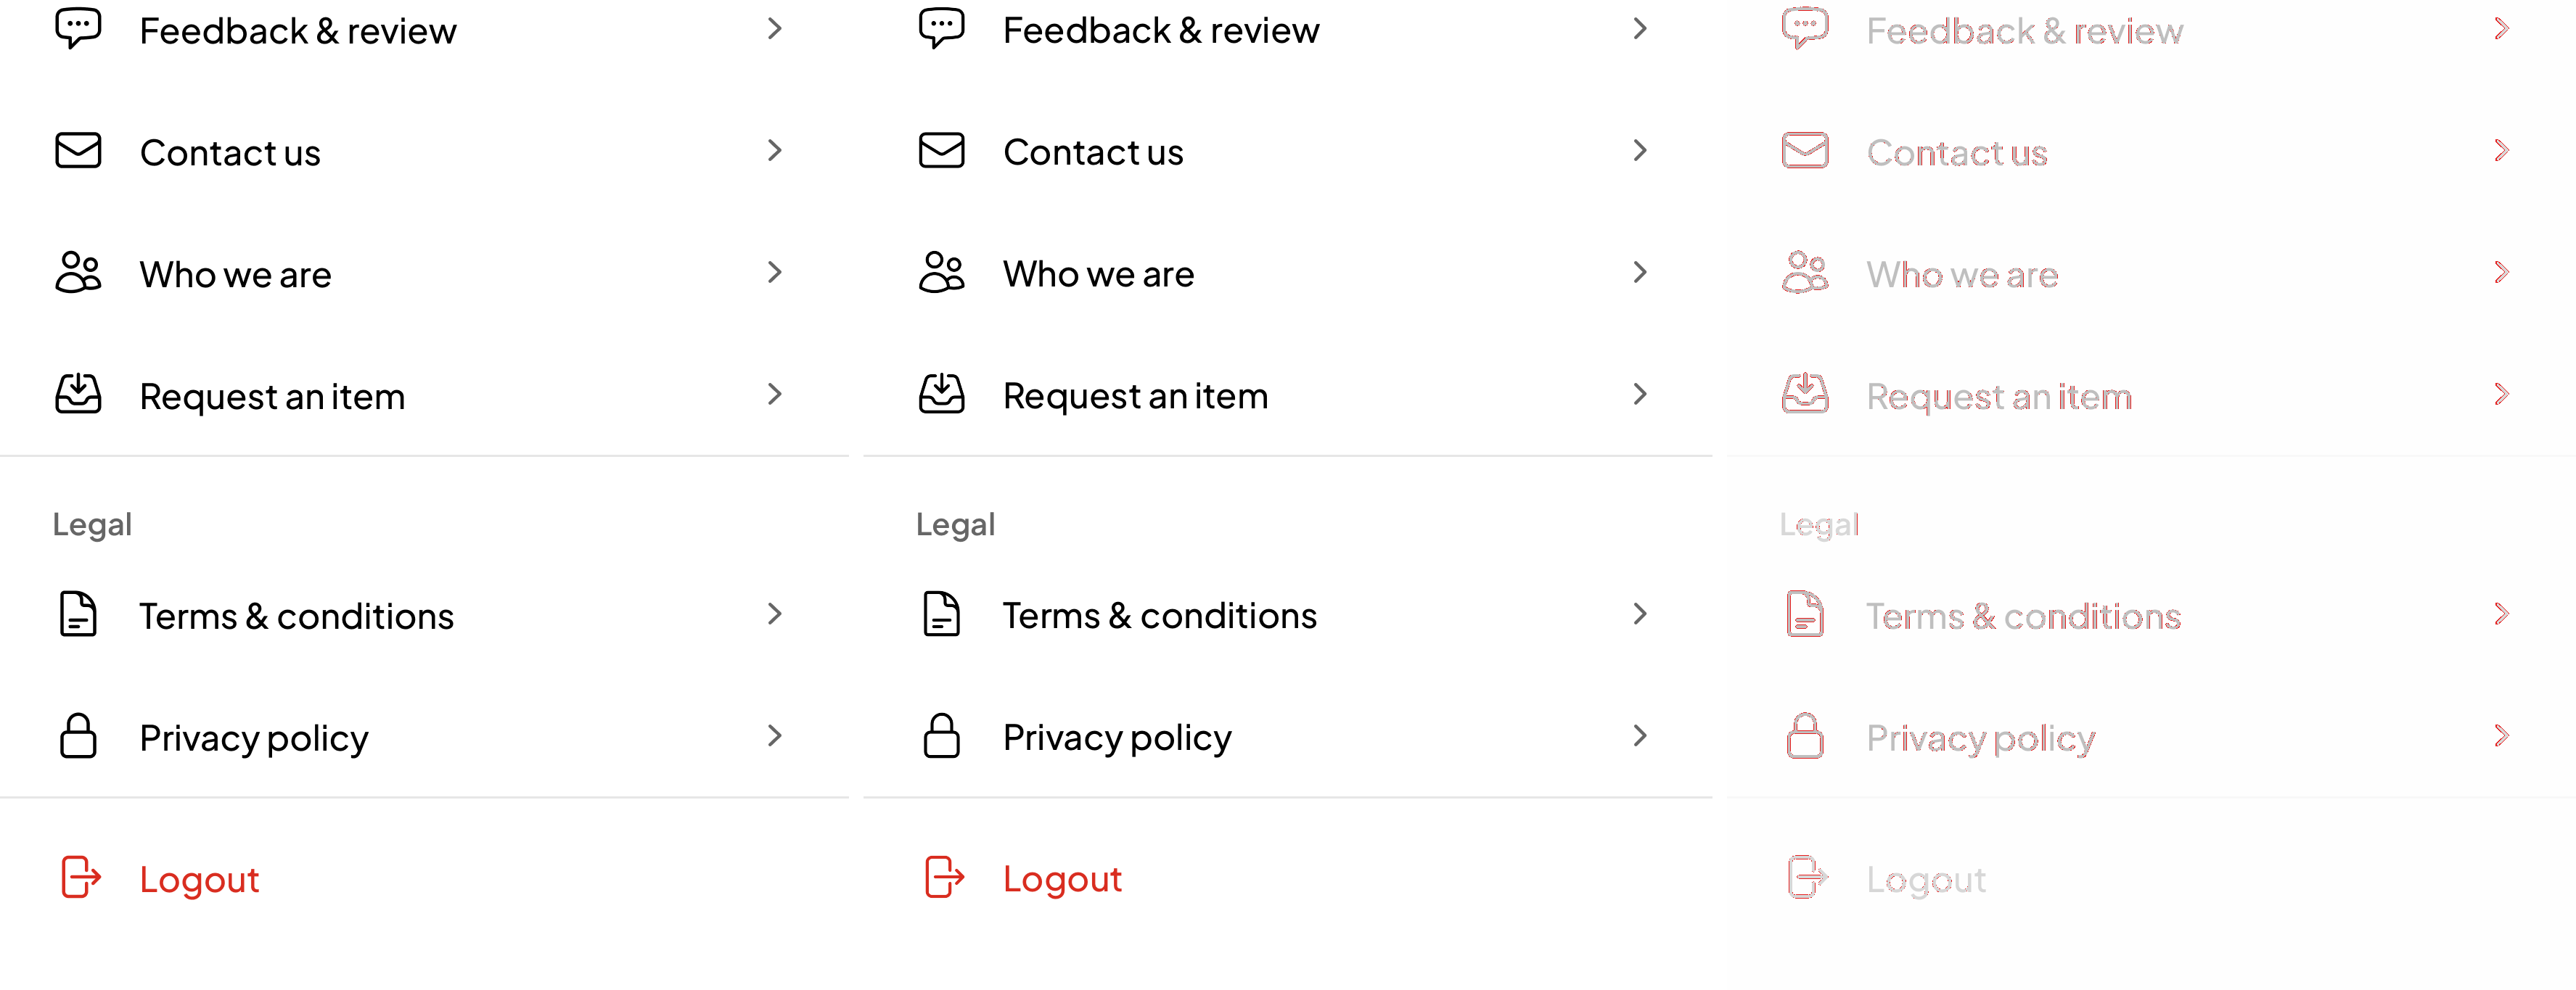 Feedback & review
Contact us
Who we are
Request an item
Legal
Terms & conditions
Privacy policy
Logout
Feedback & review
Contact us
Who we are
Request an item
Legal
Terms & conditions
Privacy policy
Logout
Feedback & review
Contact us
Who we are
Request an item
Legal
Terms & conditions
Privacy policy
Logout